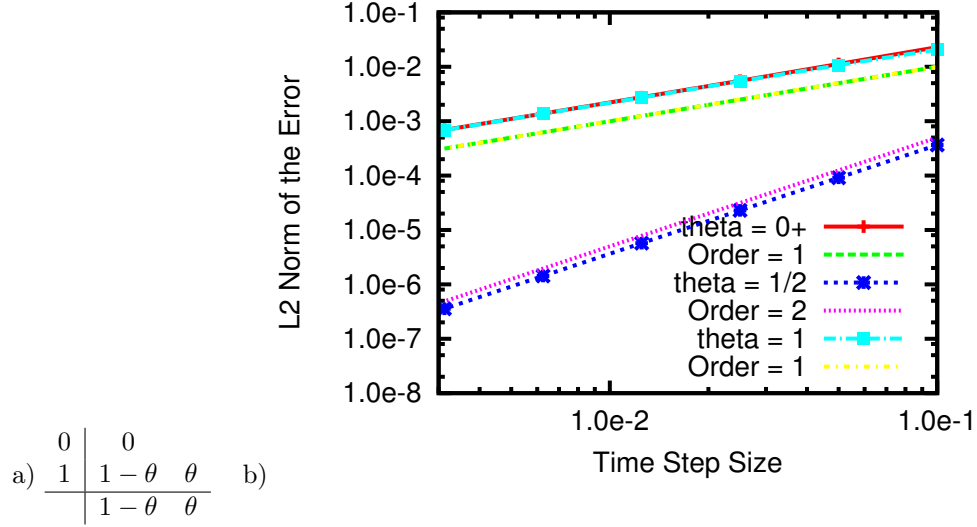 a)
0 0
1 1 − θ θ
1 − θ θ
b)
L2 Norm of the Error
1.0e-1
1.0e-2
1.0e-3
1.0e-4
1.0e-5
1.0e-6
1.0e-7
1.0e-8
theta = 0+
Order = 1
theta = 1/2
Order = 2
theta = 1
Order = 1
1.0e-2 1.0e-1
Time Step Size